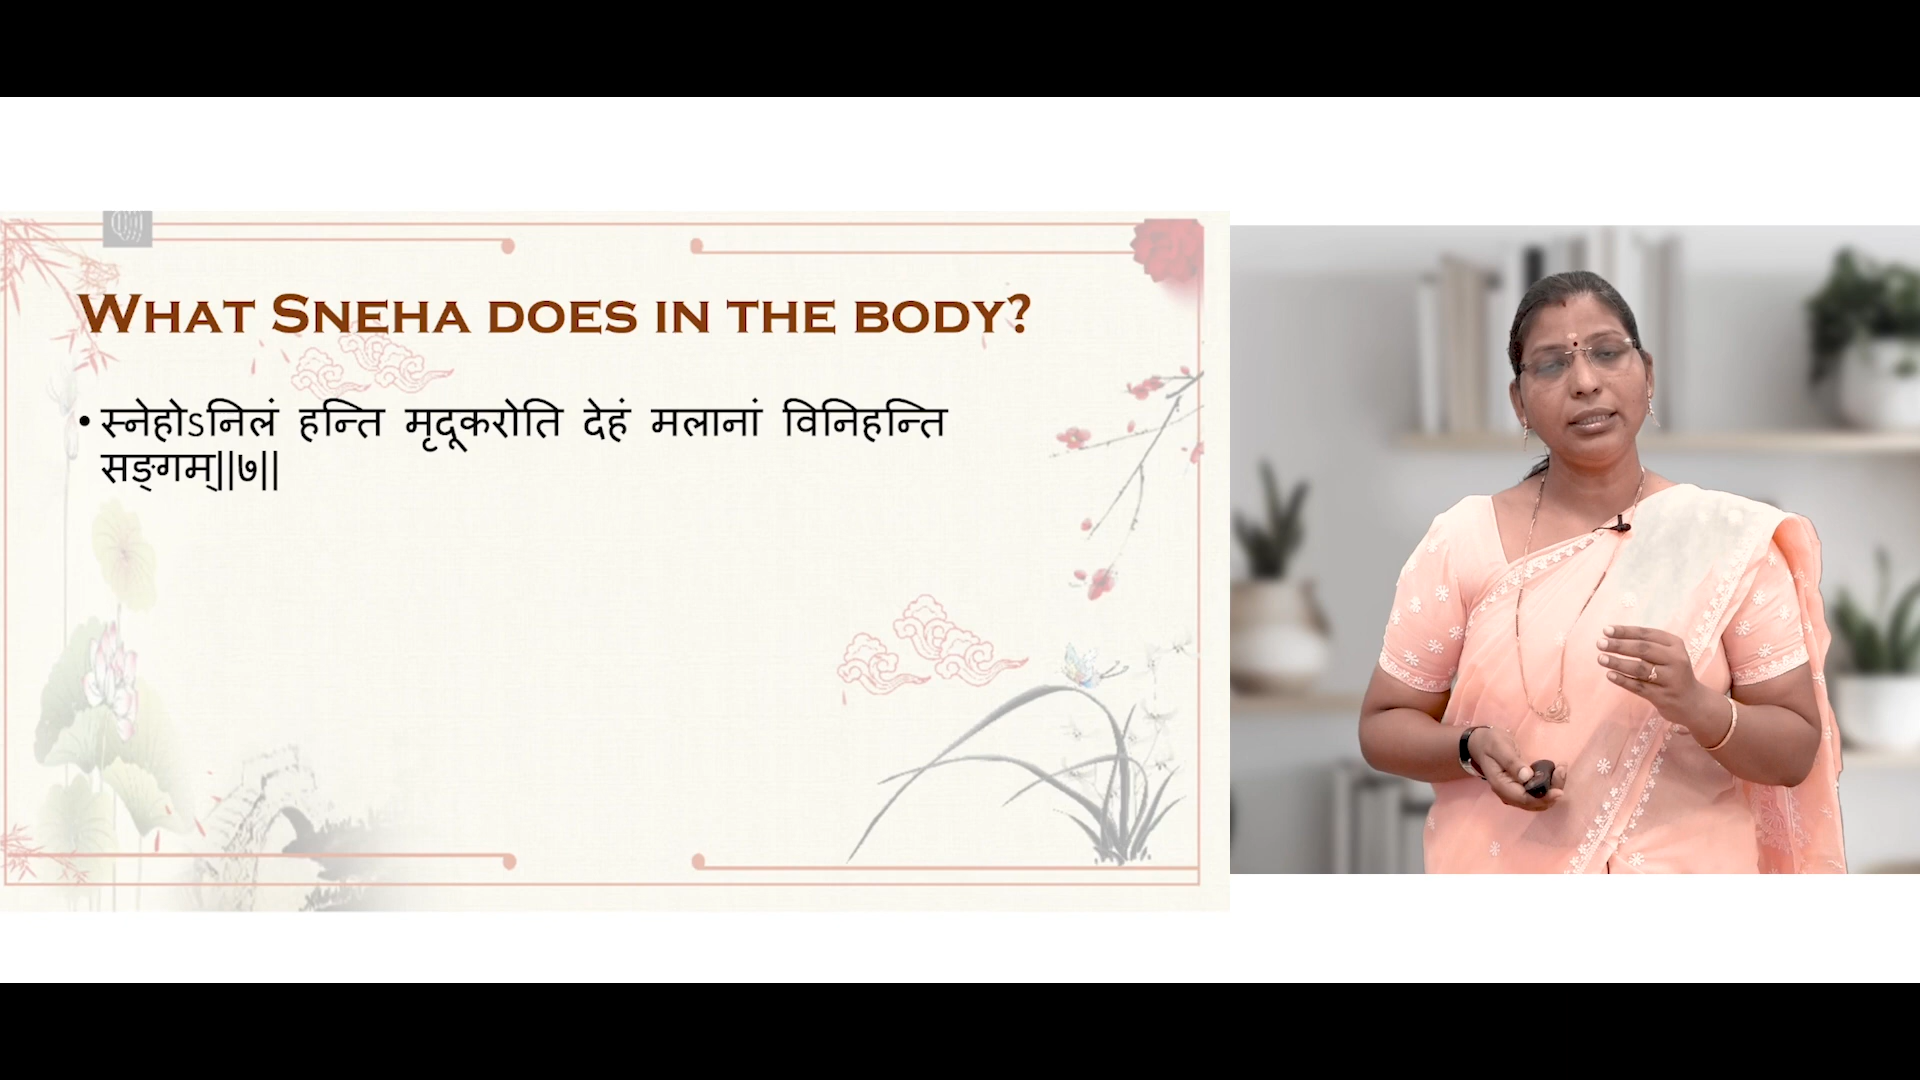 WHAT SNEHA DOES IN THE BODY?
• स्नेहोऽनिलं हन्ति मृदूकरोति देहं मलानां विनिहन्ति
सङ्गम्||७||